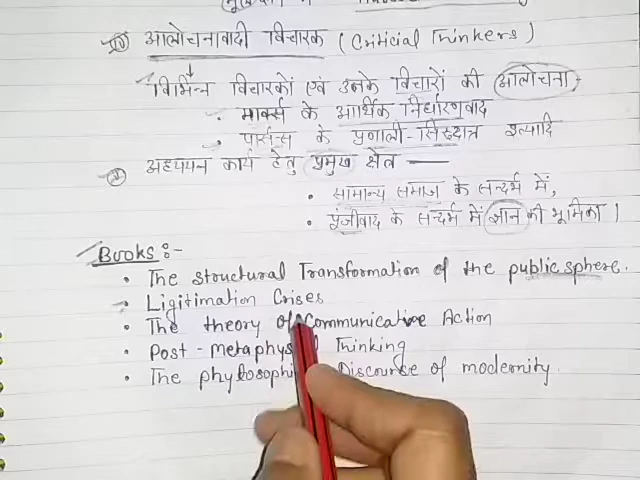 आलोचनावादी विचारक (Criticial Thinkers)
विभिन्न विचारकों एवं उनके विचारों की आलोचना
मार्क्स के आर्थिक निर्धारणवाद
पार्सन्स के प्रणाली-सिद्दान्त इत्यादि
अध्ययन कार्य हेतु प्रमुख क्षेत्र —
• सामान्य समाज के सन्दर्भ में,
• पूंजीवाद के सन्दर्भ में ज्ञान की भूमिका।
Books:-
• The structural Transformation of the public sphere.
• Ligitimation Crises
• The theory of Communicative Action
• Post-metaphys Thinking
• The phylosophi Discourse of modernity.